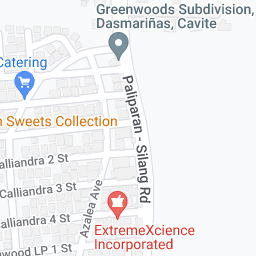 Greenwoods Subdivision,
Dasmariñas, Cavite
Catering
Sweets Collection
Paliparan - Silang Rd
Calliandra 2 St
Calliandra 3 St
Azalea Ave
Calliandra 4 St
ExtremeXcience
Incorporated
LP 1 St